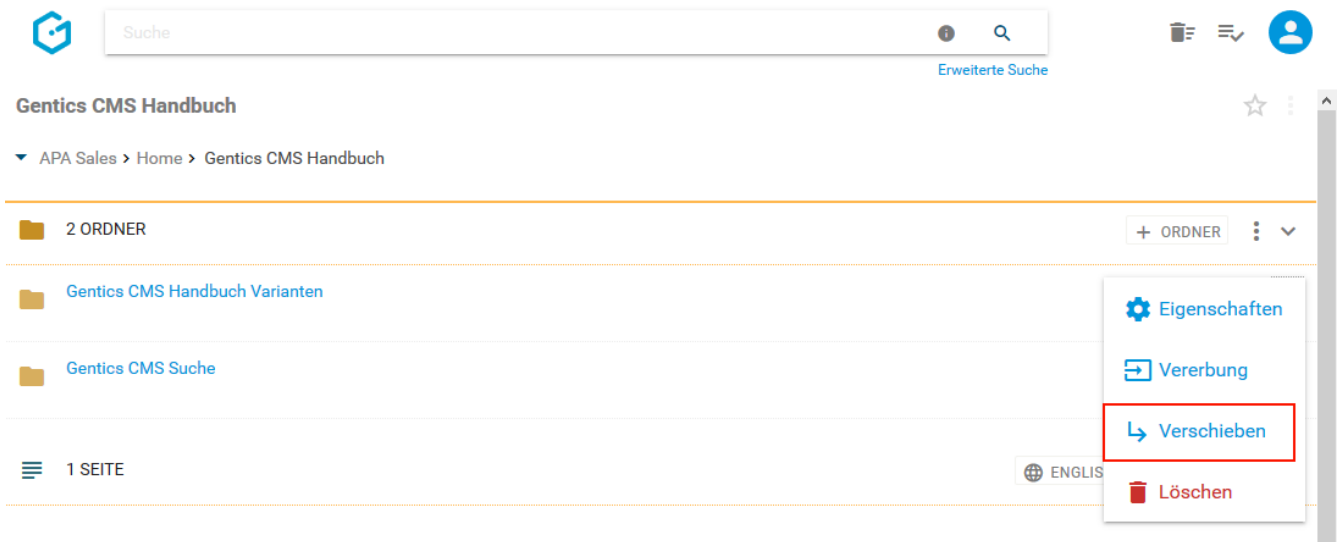 Suche
Erweiterte Suche
Gentics CMS Handbuch
APA Sales > Home > Gentics CMS Handbuch
2 ORDNER
+ ORDNER
Gentics CMS Handbuch Varianten
Eigenschaften
Gentics CMS Suche
Vererbung
Verschieben
1 SEITE
ENGLIS
Löschen